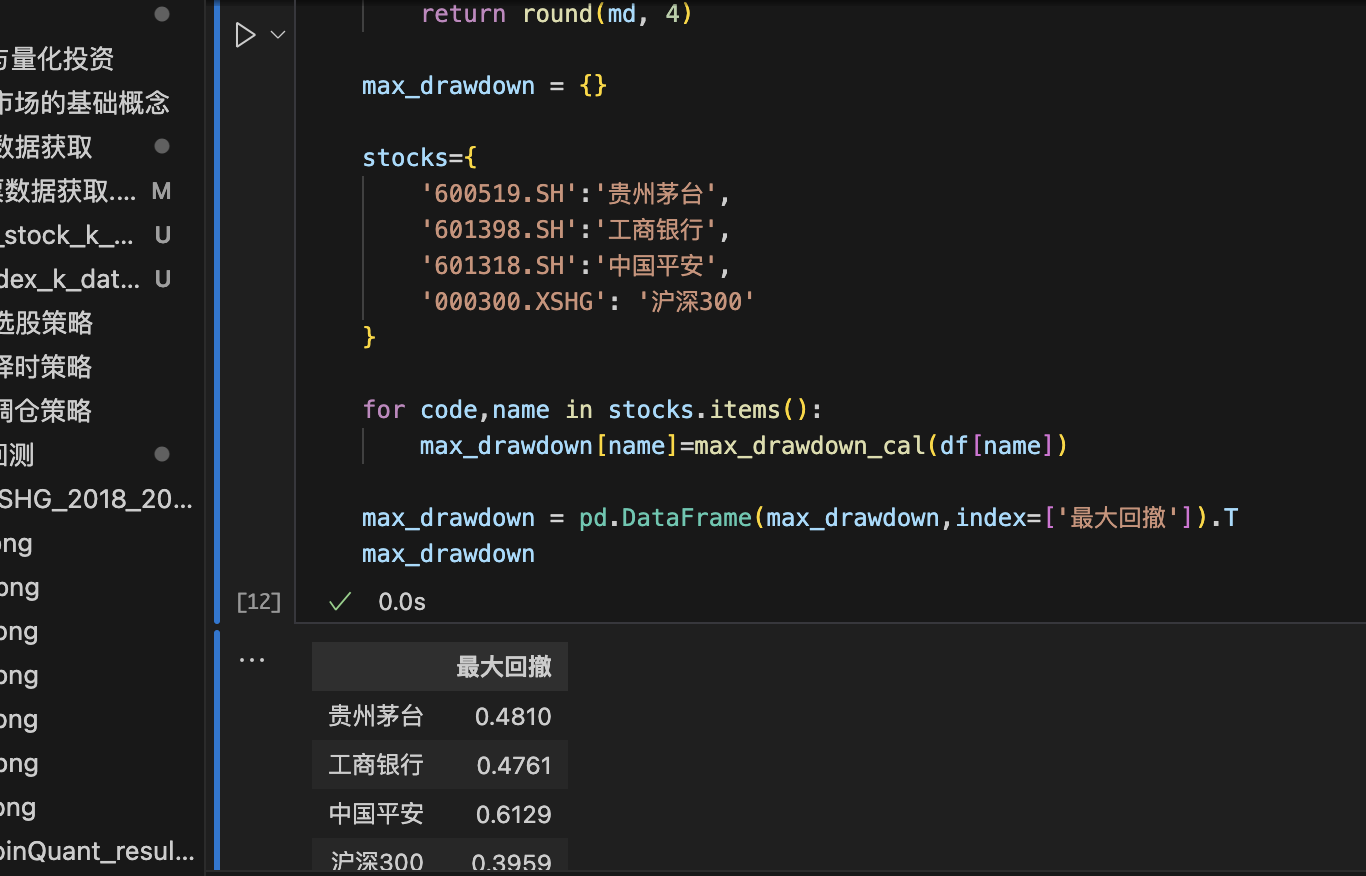 与量化投资
市场的基础概念
数据获取
票数据获取.... M
_stock_k_... U
dex_k_dat... U
选股策略
择时策略
调仓策略
回测
SHG_2018_20...
ong
png
ong
png
ong
png
ong
oinQuant_resul...
return round(md, 4)
max_drawdown = {}
stocks={
'600519.SH':'贵州茅台',
'601398.SH':'工商银行',
'601318.SH':'中国平安',
'000300.XSHG': '沪深300'
}
for code,name in stocks.items():
max_drawdown[name]=max_drawdown_cal(df[name])
max_drawdown = pd.DataFrame(max_drawdown,index=['最大回撤']).T
max_drawdown
[12] 0.0s
...
最大回撤
贵州茅台 0.4810
工商银行 0.4761
中国平安 0.6129
沪深300 0.3959